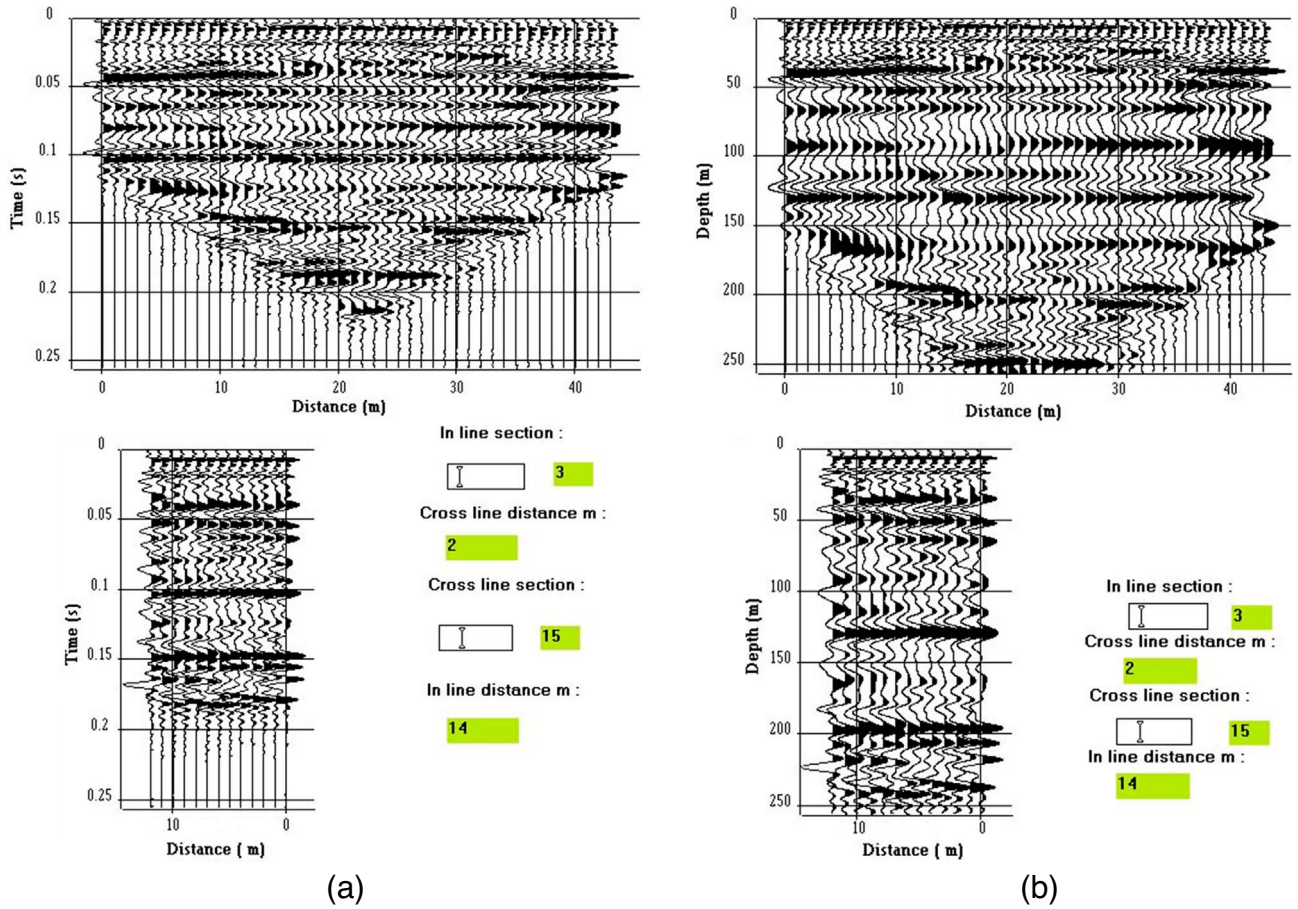 0
0.05
0.1
0.15
0.2
0.25
Time (s)
0 10 20 30 40
Distance (m)
0
50
100
150
200
250
Depth (m)
0 10 20 30 40
Distance (m)
0
0.05
0.1
0.15
0.2
0.25
Time (s)
10 0
Distance ( m)
In line section :
3
Cross line distance m :
2
Cross line section :
15
In line distance m :
14
0
50
100
150
200
250
Depth (m)
10 0
Distance ( m)
In line section :
3
Cross line distance m :
2
Cross line section :
15
In line distance m :
14
(a) (b)